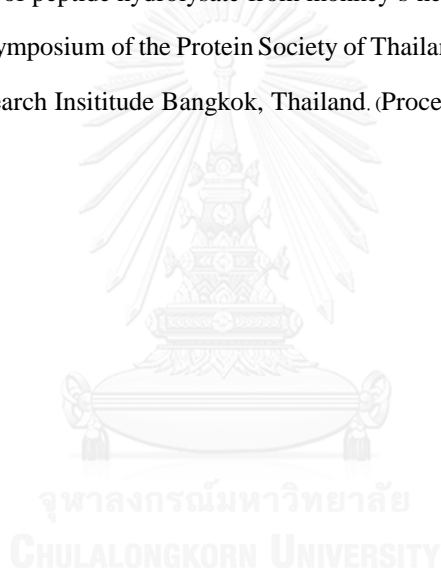 of peptide hydrolysate from monkey's he
ymposium of the Protein Society of Thailan
earch Insititude Bangkok, Thailand. (Proce
จุฬาลงกรณ์มหาวิทยาลัย
CHULALONGKORN UNIVERSITY